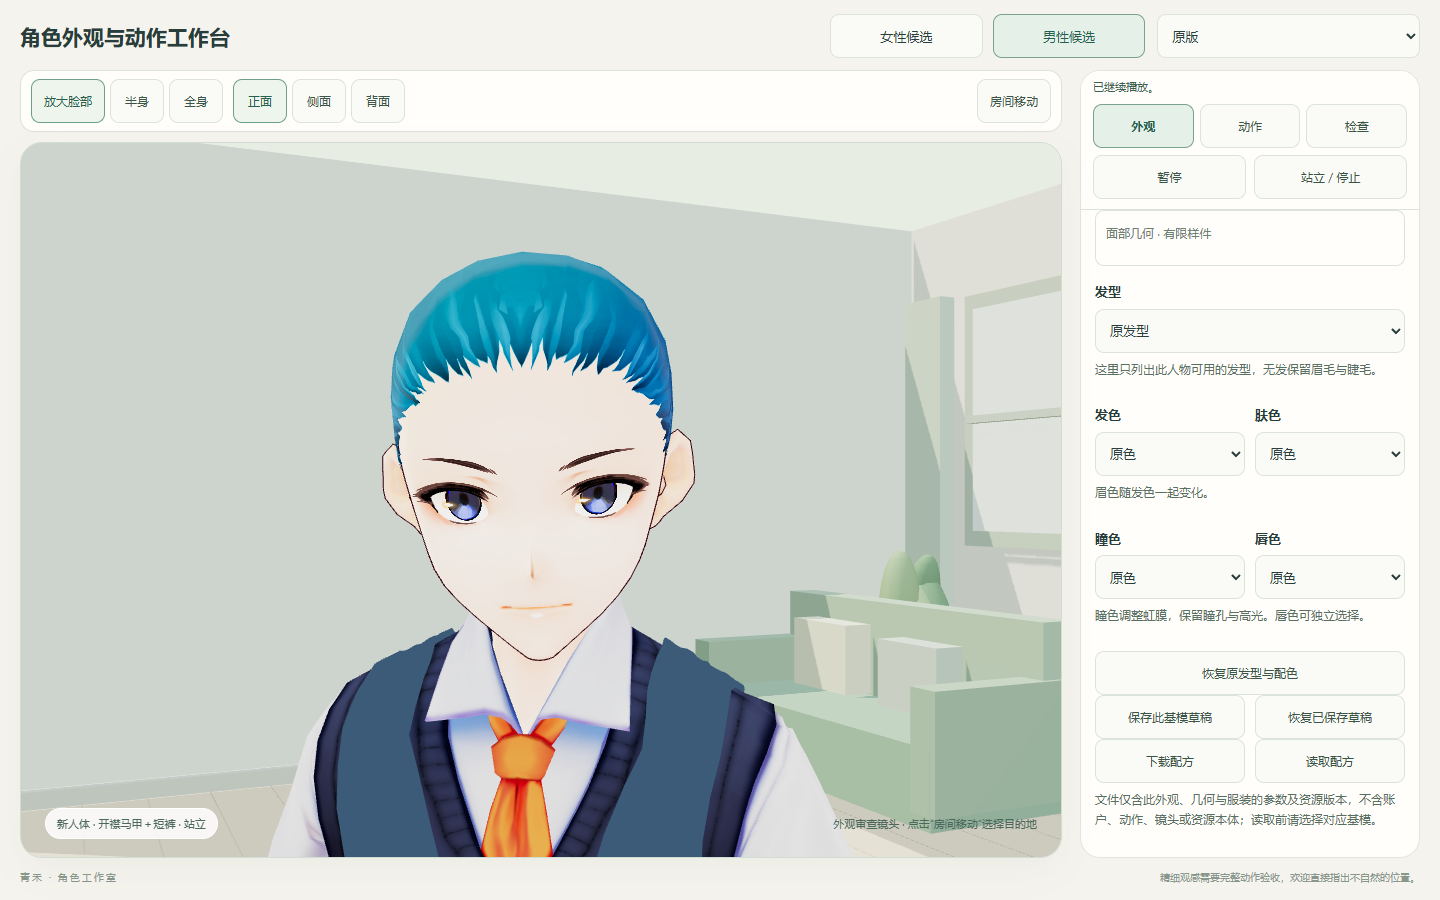 角色外观与动作工作台
女性候选
男性候选
原版
放大脸部
半身
全身
正面
侧面
背面
房间移动
已继续播放。
外观
动作
检查
暂停
站立 / 停止
面部几何 · 有限样件
发型
原发型
这里只列出此人物可用的发型，无发保留眉毛与睫毛。
发色
肤色
原色
原色
眉色随发色一起变化。
瞳色
唇色
原色
原色
瞳色调整虹膜，保留瞳孔与高光。唇色可独立选择。
恢复原发型与配色
保存此基模草稿
恢复已保存草稿
下载配方
读取配方
文件仅含此外观、几何与服装的参数及资源版本，不含账
户、动作、镜头或资源本体；读取前请选择对应基模。
新人体 · 开襟马甲 + 短裤 · 站立
外观审查镜头 · 点击“房间移动”选择目的地
青禾 · 角色工作室
精细观感需要完整动作验收，欢迎直接指出不自然的位置。